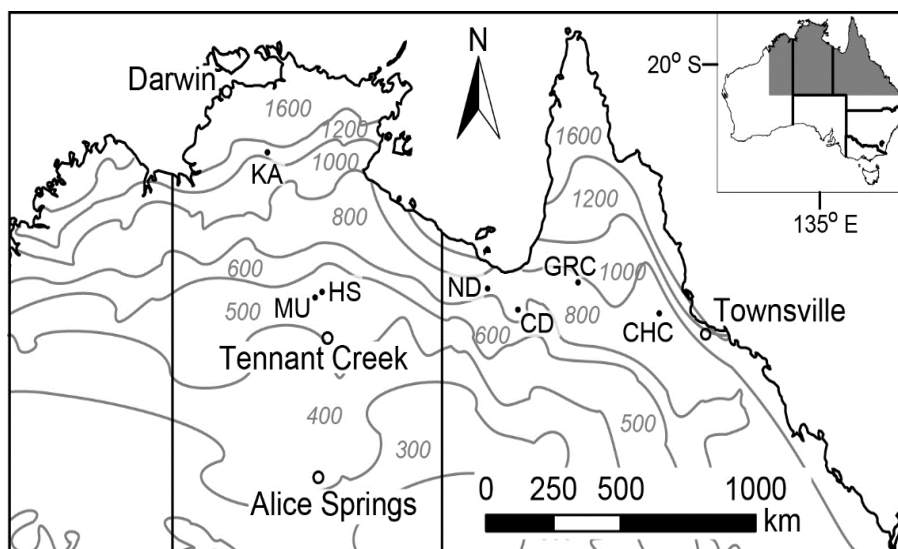 Darwin
N
20° S
135° E
1600
1200
1000
KA
800
600
500
MU
HS
Tennant Creek
400
300
Alice Springs
1600
1200
1000
GRC
ND
CD
800
600
CHC
Townsville
500
0 250 500 1000
km